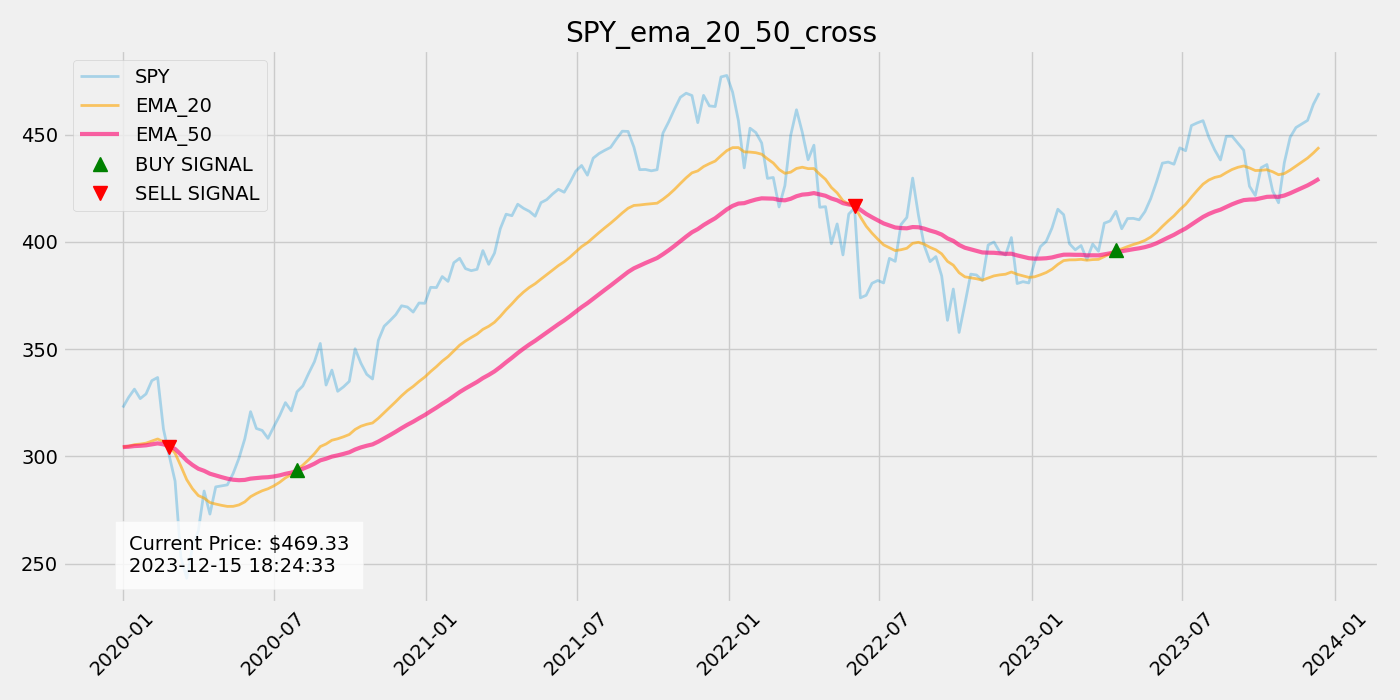 SPY_ema_20_50_cross
SPY
EMA_20
EMA_50
BUY SIGNAL
SELL SIGNAL
450
400
350
300
250
Current Price: $469.33
2023-12-15 18:24:33
2020-01
2020-07
2021-01
2021-07
2022-01
2022-07
2023-01
2023-07
2024-01